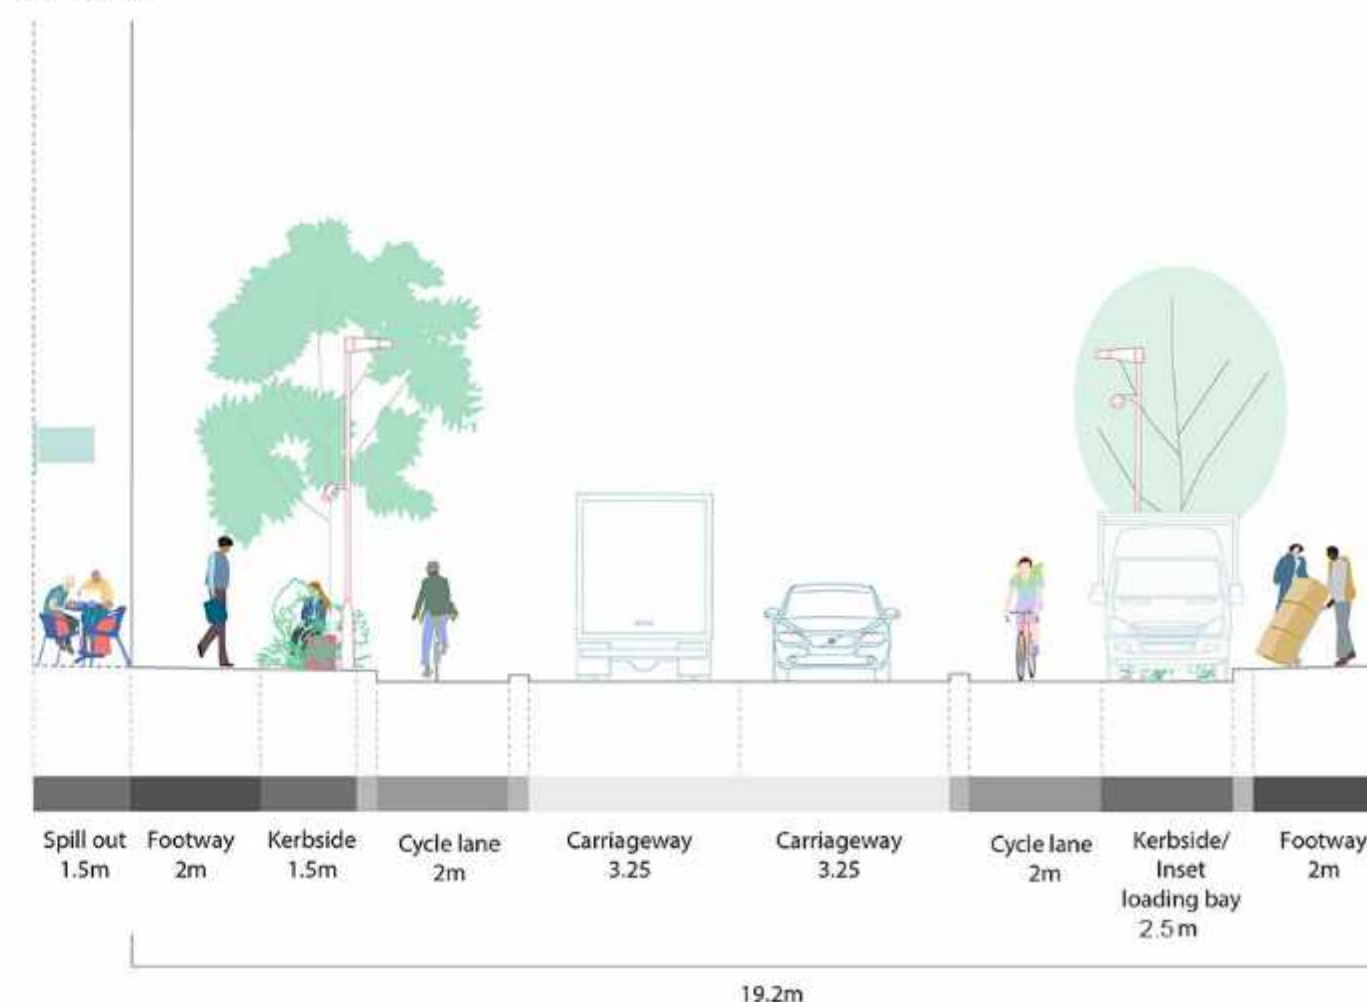 Spill out
1.5m
Footway
2m
Kerbside
1.5m
Cycle lane
2m
Carriageway
3.25
Carriageway
3.25
Cycle lane
2m
Kerbside/
Inset
loading bay
2.5m
Footway
2m
19.2m